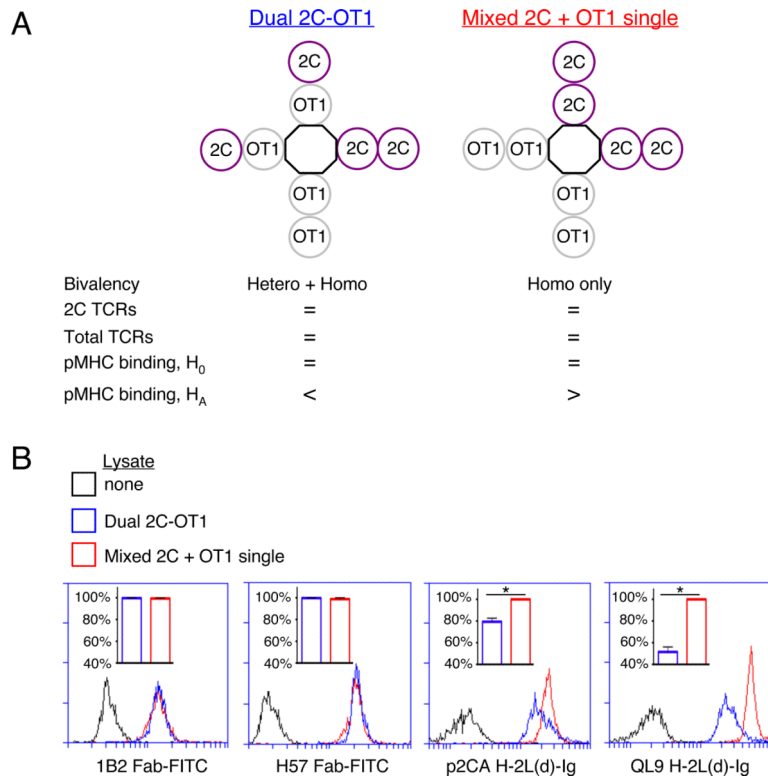 A
Dual 2C-OT1
Mixed 2C + OT1 single
2C
2C
OT1
2C
2C OT1 2C 2C
OT1 OT1 2C 2C
OT1
OT1
OT1
OT1
Bivalency Hetero + Homo Homo only
2C TCRs = =
Total TCRs = =
pMHC binding, H0 = =
pMHC binding, HA < >
B
Lysate
none
Dual 2C-OT1
Mixed 2C + OT1 single
100%
80%
60%
40%
1B2 Fab-FITC
100%
80%
60%
40%
H57 Fab-FITC
100%
80%
60%
40%
*
p2CA H-2L(d)-Ig
100%
80%
60%
40%
*
QL9 H-2L(d)-Ig